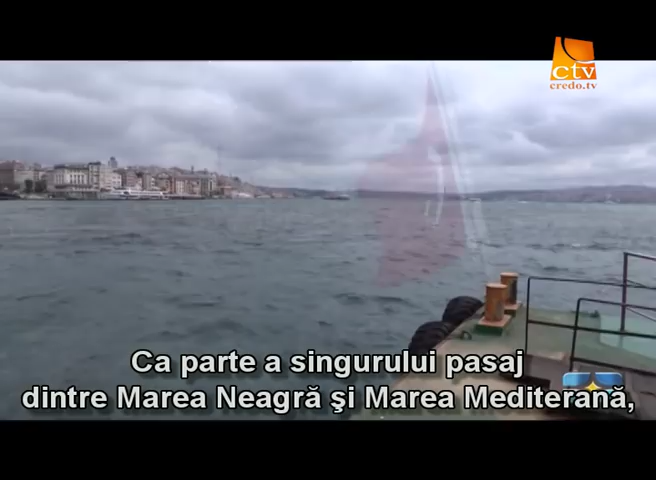 ctv
credo.tv
Ca parte a singurului pasaj
dintre Marea Neagră şi Marea Mediterană,